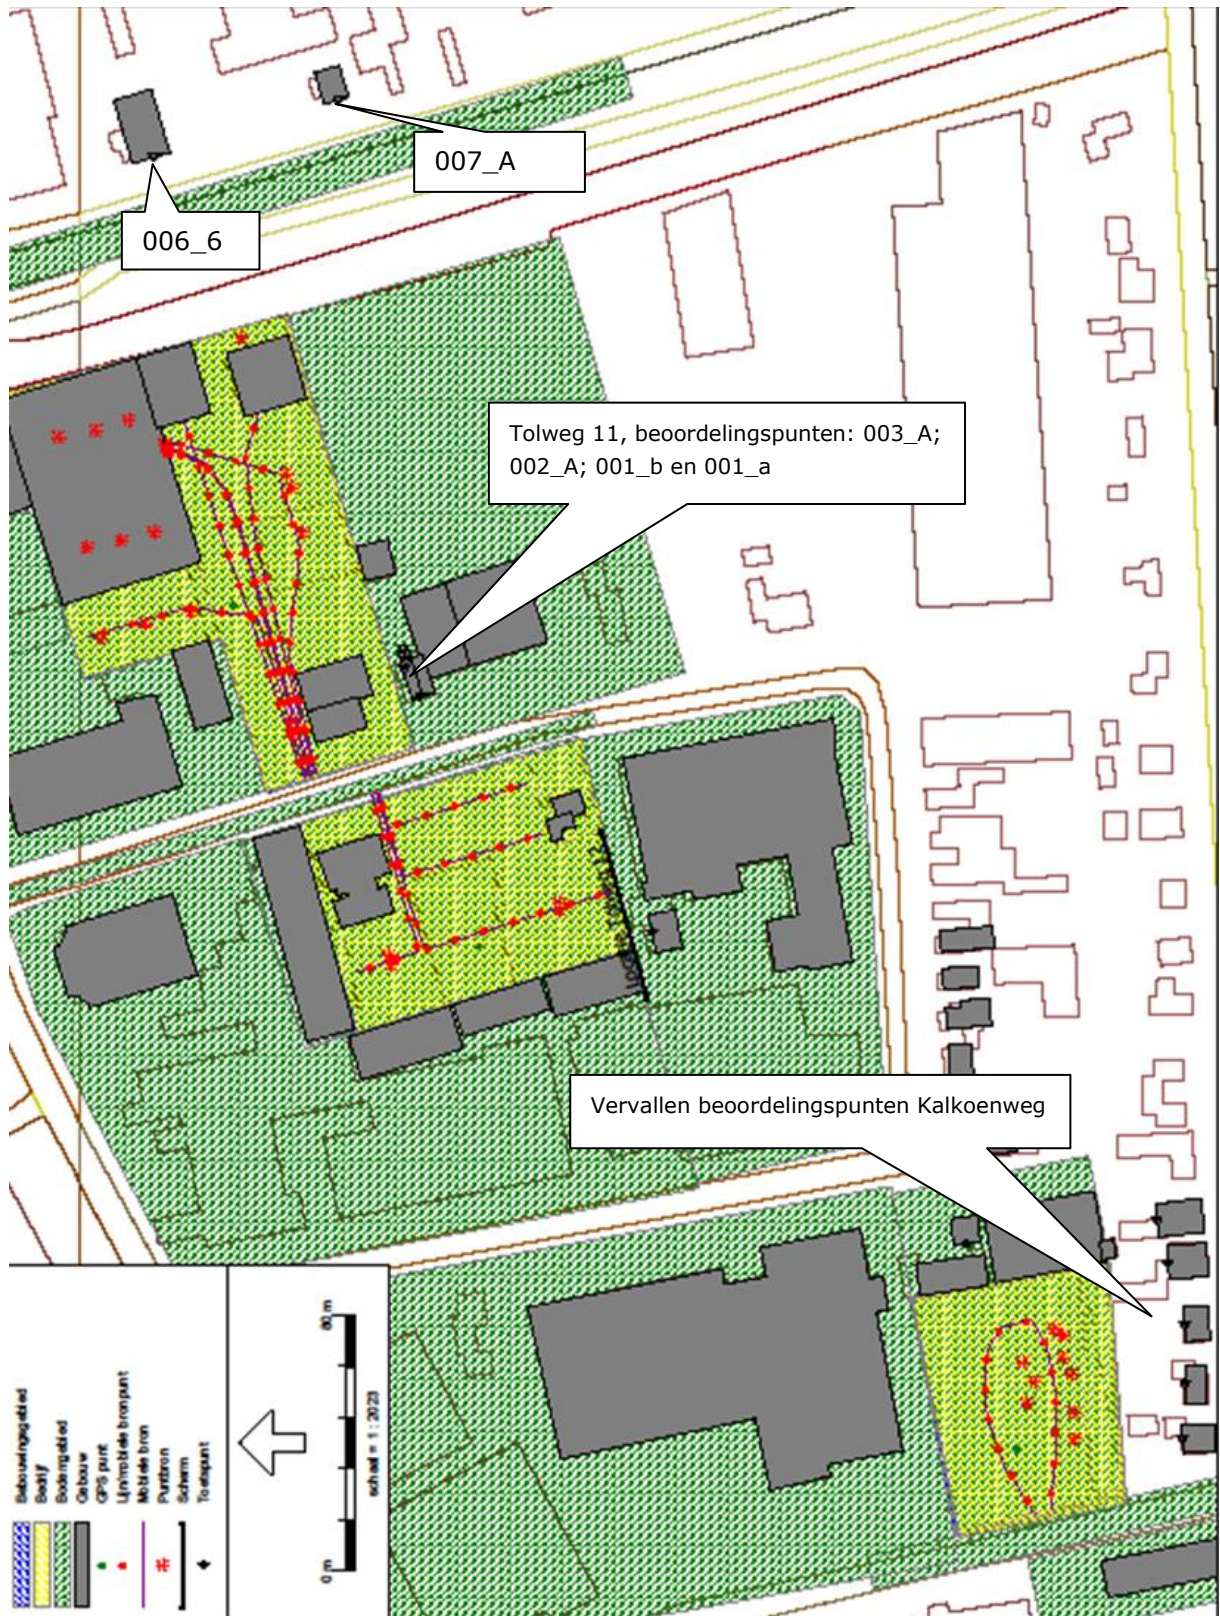 007_A
006_6
Tolweg 11, beoordelingspunten: 003_A;
002_A; 001_b en 001_a
Vervallen beoordelingspunten Kalkoenweg
Bebouwingsgebied
Bedrijf
Bodemgebied
Gebouw
GPS punt
Lijn/mobiele bronpunt
Mobiele bron
Puntbron
Scherm
Toetspunt
0 m
80 m
schaal = 1 : 2023